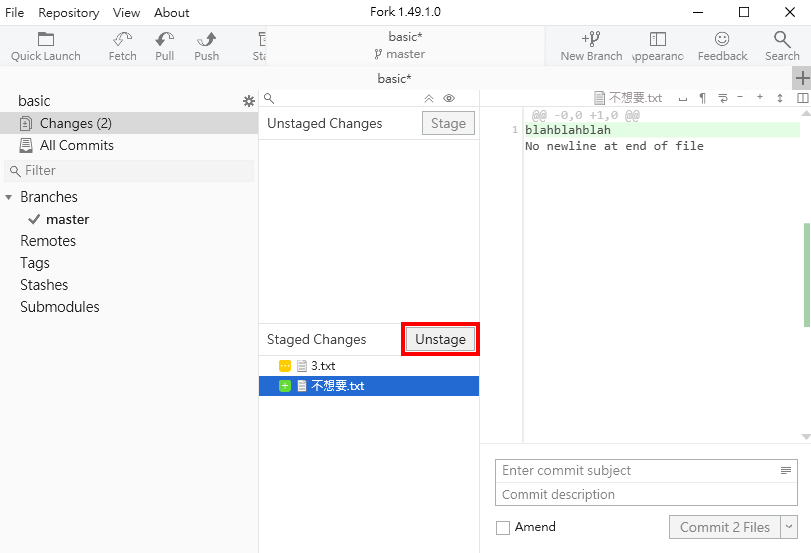 File Repository View About Fork 1.49.1.0
Quick Launch Fetch Pull Push Sta basic* master New Branch Appearanc Feedback Search
basic*
basic
Changes (2)
All Commits
Filter
Branches
master
Remotes
Tags
Stashes
Submodules
Unstaged Changes Stage
Staged Changes Unstage
3.txt
不想要.txt
不想要.txt
@@ -0,0 +1,0 @@
1 blahblahblah
No newline at end of file
Enter commit subject
Commit description
Amend Commit 2 Files